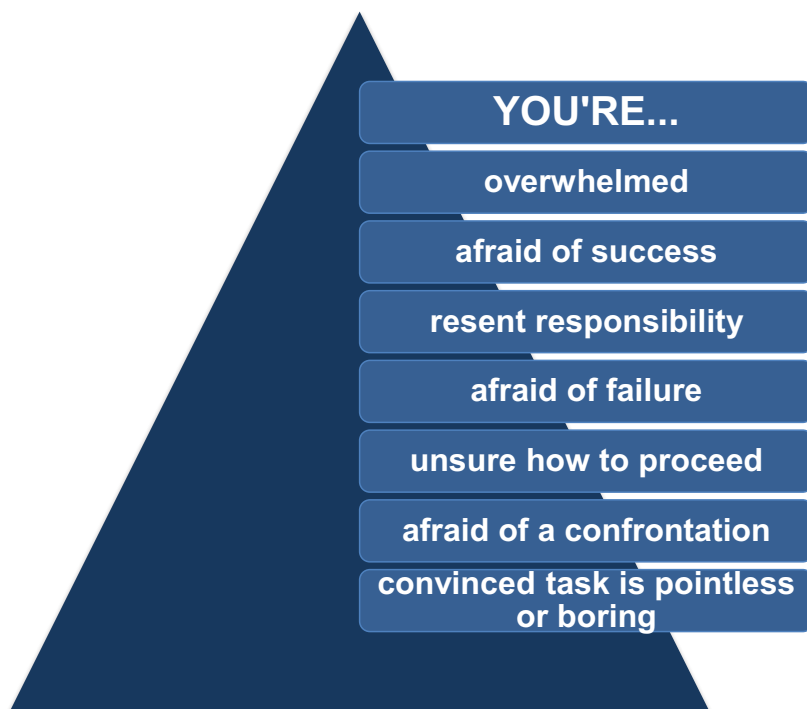 YOU'RE...
overwhelmed
afraid of success
resent responsibility
afraid of failure
unsure how to proceed
afraid of a confrontation
convinced task is pointless
or boring